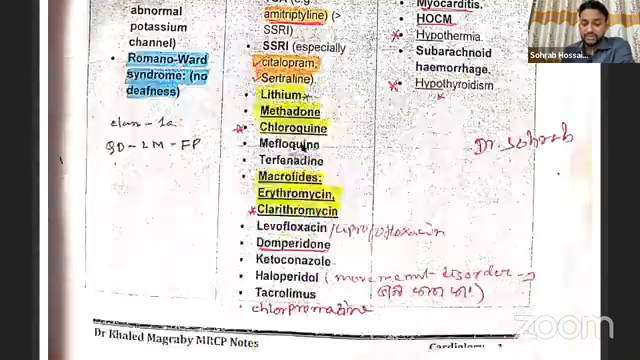 abnormal
potassium
channel)
• Romano-Ward
syndrome: (no
deafness)
class - 1a
QD - LM - FP
amitriptyline) (>
SSRI)
• SSRI (especially
citalopram,
Sertraline).
• Lithium
• Methadone
• Chloroquine
• Mefloquine
• Terfenadine
• Macrolides:
Erythromycin,
Clarithromycin
• Levofloxacin /cipro/ofloxacin
• Domperidone
• Ketoconazole
• Haloperidol (movement-disorder →
• Tacrolimus
• chlorpromazine
Myocarditis.
• HOCM
• Hypothermia.
• Subarachnoid
haemorrhage.
• Hypothyroidism
Dr. Sohrab
Dr Khaled Magraby MRCP Notes
Cardiology
Sohrab Hossai...
zoom